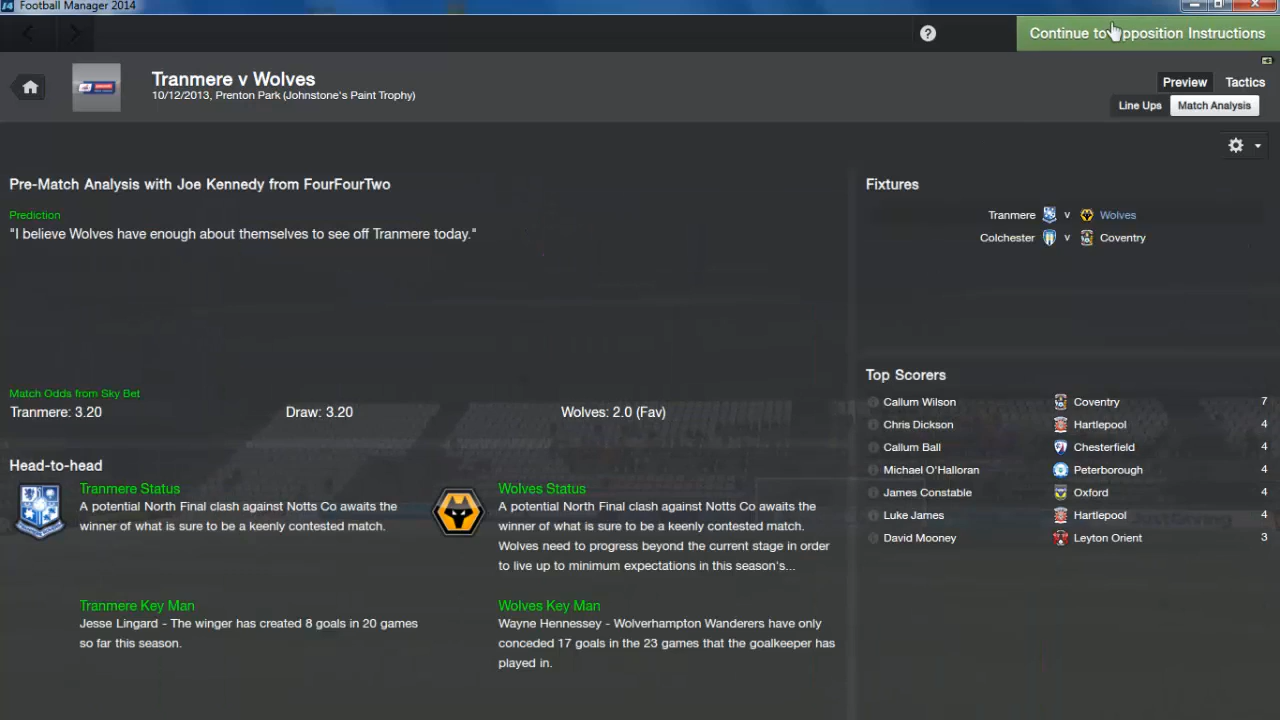 Football Manager 2014
Continue to Opposition Instructions
Tranmere v Wolves
10/12/2013, Prenton Park (Johnstone's Paint Trophy)
Preview Tactics
Line Ups Match Analysis
Pre-Match Analysis with Joe Kennedy from FourFourTwo
Prediction
"I believe Wolves have enough about themselves to see off Tranmere today."
Match Odds from Sky Bet
Tranmere: 3.20 Draw: 3.20 Wolves: 2.0 (Fav)
Head-to-head
Tranmere Status
A potential North Final clash against Notts Co awaits the
winner of what is sure to be a keenly contested match.
Wolves Status
A potential North Final clash against Notts Co awaits the
winner of what is sure to be a keenly contested match.
Wolves need to progress beyond the current stage in order
to live up to minimum expectations in this season's...
Tranmere Key Man
Jesse Lingard - The winger has created 8 goals in 20 games
so far this season.
Wolves Key Man
Wayne Hennessey - Wolverhampton Wanderers have only
conceded 17 goals in the 23 games that the goalkeeper has
played in.
Fixtures
Tranmere v Wolves
Colchester v Coventry
Top Scorers
Callum Wilson Coventry 7
Chris Dickson Hartlepool 4
Callum Ball Chesterfield 4
Michael O'Halloran Peterborough 4
James Constable Oxford 4
Luke James Hartlepool 4
David Mooney Leyton Orient 3